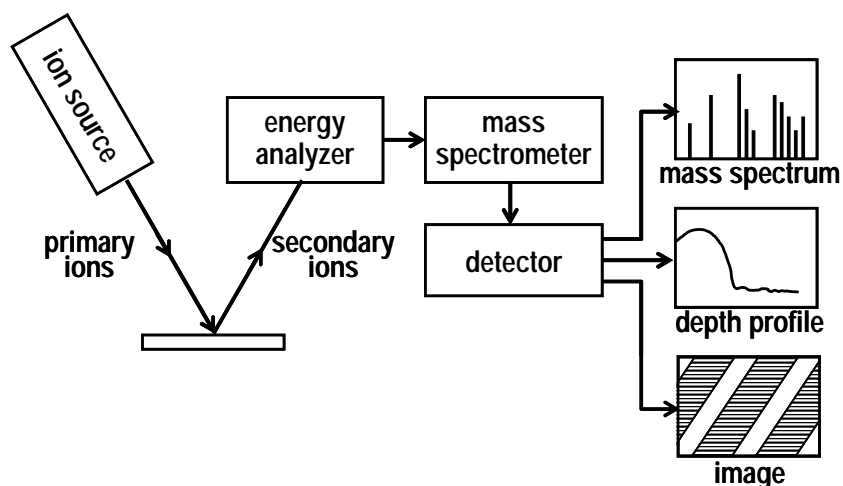 ion source
energy
analyzer
mass
spectrometer
mass spectrum
primary
ions
secondary
ions
detector
depth profile
image